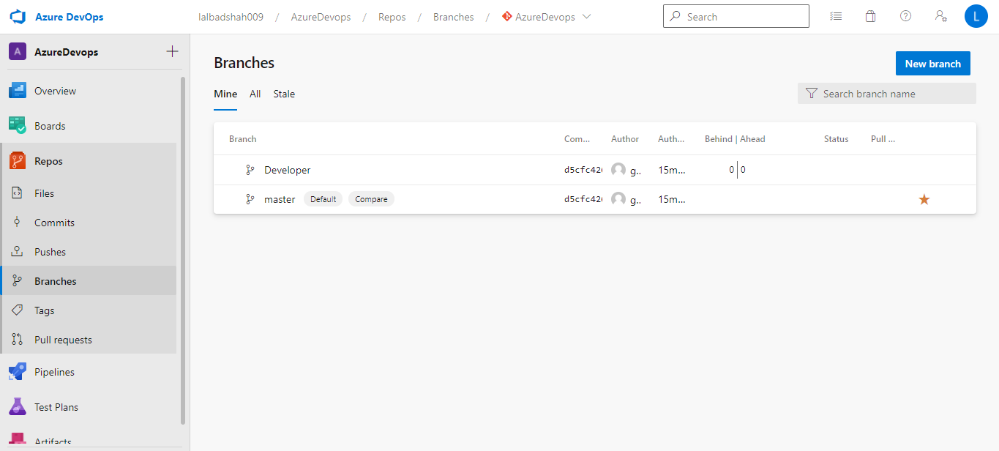 Azure DevOps
lalbadshah009 / AzureDevops / Repos / Branches / AzureDevops
Search
L
A AzureDevops
Overview
Boards
Repos
Files
Commits
Pushes
Branches
Tags
Pull requests
Pipelines
Test Plans
Artifacts
Branches
New branch
Mine All Stale
Search branch name
Branch Com... Author Auth... Behind | Ahead Status Pull ...
Developer d5cfc426 g.. 15m... 0 | 0
master Default Compare d5cfc426 g.. 15m...